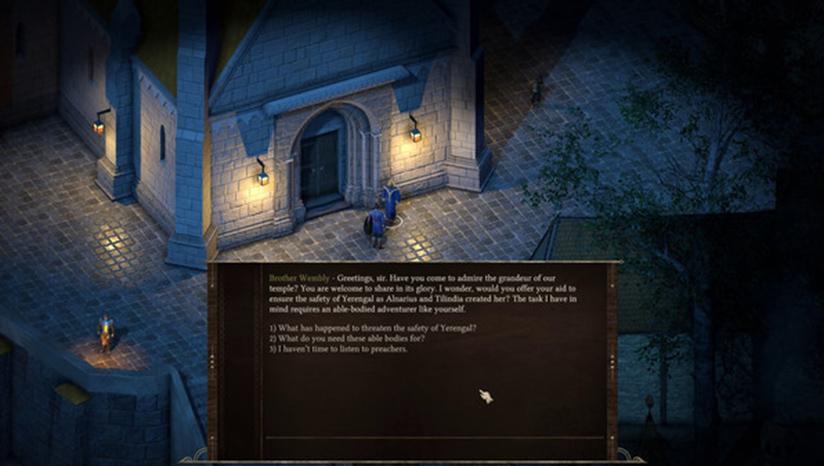 Brother Wembly - Greetings, sir. Have you come to admire the grandeur of our
temple? You are welcome to share in its glory. I wonder, would you offer your aid to
ensure the safety of Yerengal as Alnarius and Tilindia created her? The task I have in
mind requires an able-bodied adventurer like yourself.
1) What has happened to threaten the safety of Yerengal?
2) What do you need these able bodies for?
3) I haven't time to listen to preachers.